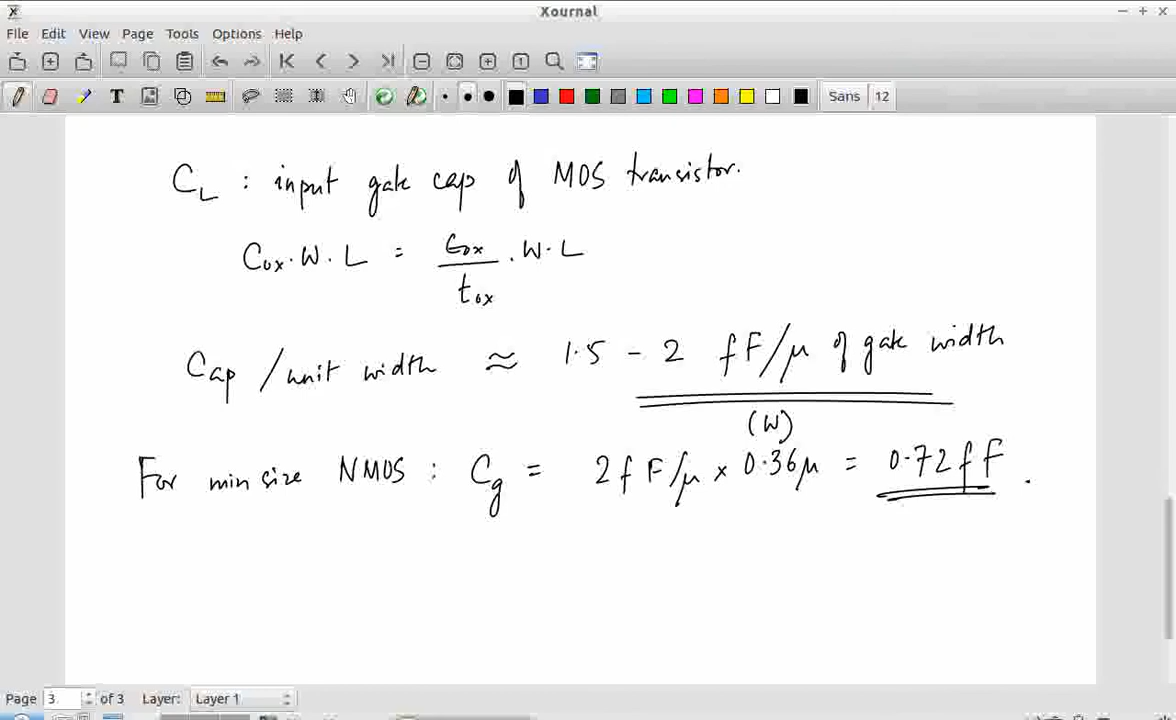 Xournal
File Edit View Page Tools Options Help
Sans 12
C_L : input gate cap of MOS transistor.
Cox · W · L = ϵox / tox · W · L
Cap / unit width ≈ 1.5 - 2 fF/μ of gate width
(W)
For min size NMOS : Cg = 2 fF/μ × 0.36μ = 0.72 fF .
Page 3 of 3 Layer: Layer 1